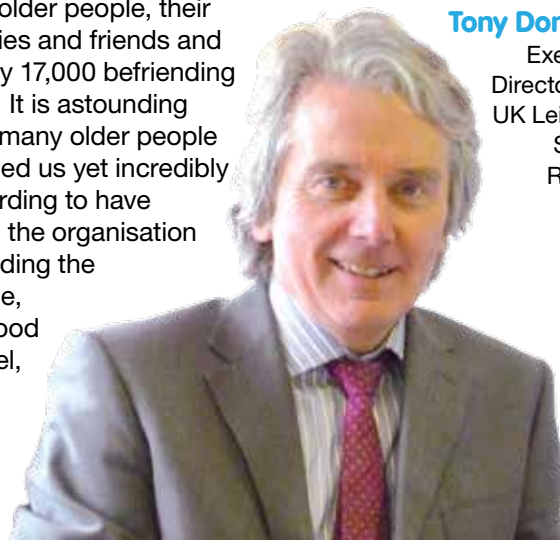 older people, their
ies and friends and
y 17,000 befriending
It is astounding
many older people
ed us yet incredibly
rding to have
the organisation
ding the
e,
ood
el,
Tony Don
Exe
Directo
UK Lei
S
R